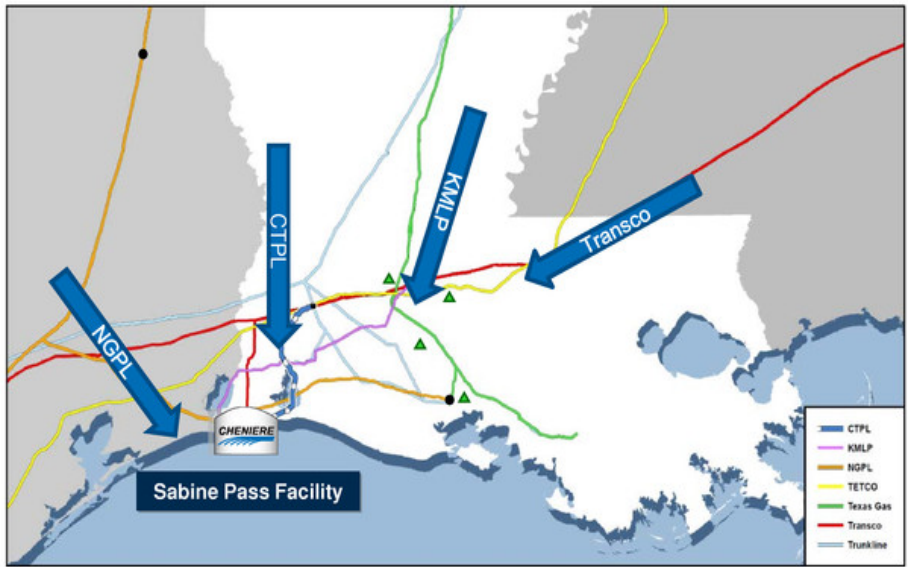 KMLP
CTPL
Transco
NGPL
CHENIERE
Sabine Pass Facility
CTPL
KMLP
NGPL
TETCO
Texas Gas
Transco
Trunkline